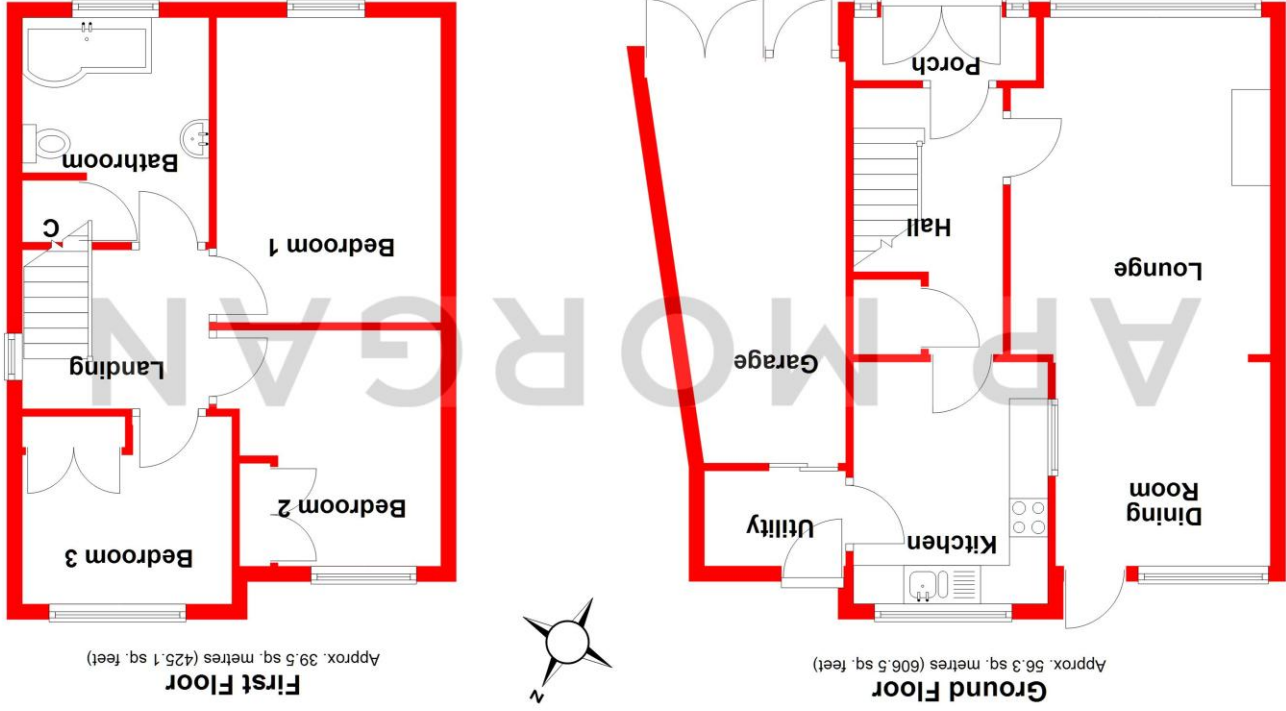 Ground Floor
Approx. 56.3 sq. metres (606.5 sq. feet)
Kitchen
Utility
Dining
Room
Garage
Lounge
Hall
Porch
First Floor
Approx. 39.5 sq. metres (425.1 sq. feet)
Bedroom 3
Bedroom 2
Landing
Bedroom 1
C
Bathroom
N
AP MORGAN